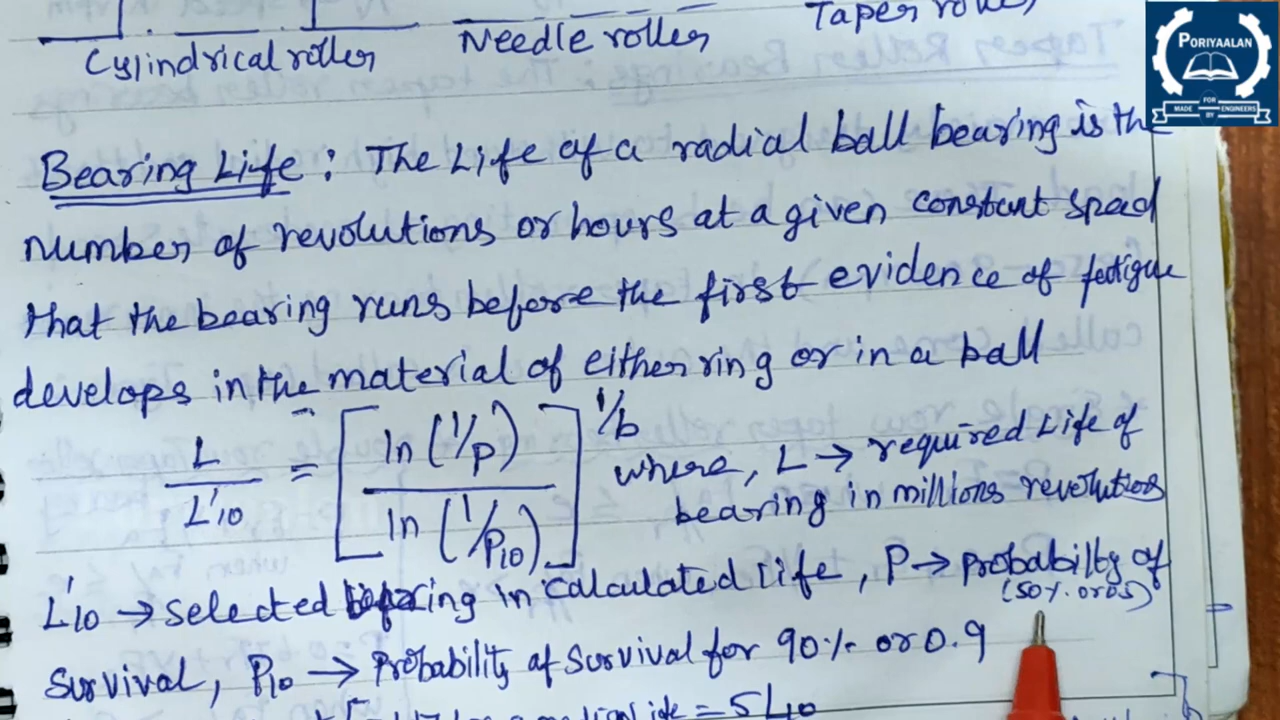 Cylindrical roller
Needle roller
Taper roller
PORIYAALAN
MADE FOR BY ENGINEERS
Bearing Life : The Life of a radial ball bearing is the
number of revolutions or hours at a given constant spead
that the bearing runs before the first evidence of fatigue
develops in the material of either ring or in a ball
L/L'10 = [ln (1/p) / ln (1/p10)]^1/b
where, L → required Life of
bearing in millions revolutions
L'10 → selected bearing in calculated Life, P → probabilty of
(50%. or 0.5)
Survival, P10 → Probability of Survival for 90% or 0.9
= 5L10